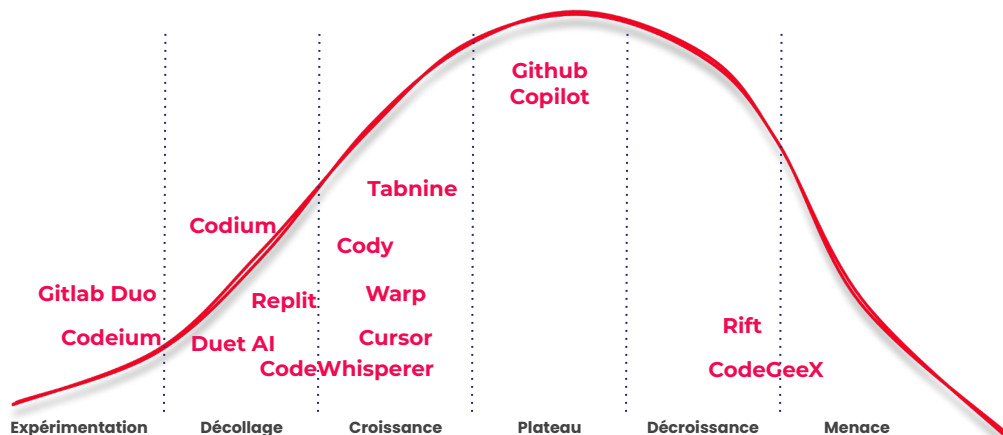 Github
Copilot
Tabnine
Codium
Cody
Gitlab Duo
Replit
Warp
Codeium
Duet AI
Cursor
Rift
CodeWhisperer
CodeGeeX
Expérimentation
Décollage
Croissance
Plateau
Décroissance
Menace